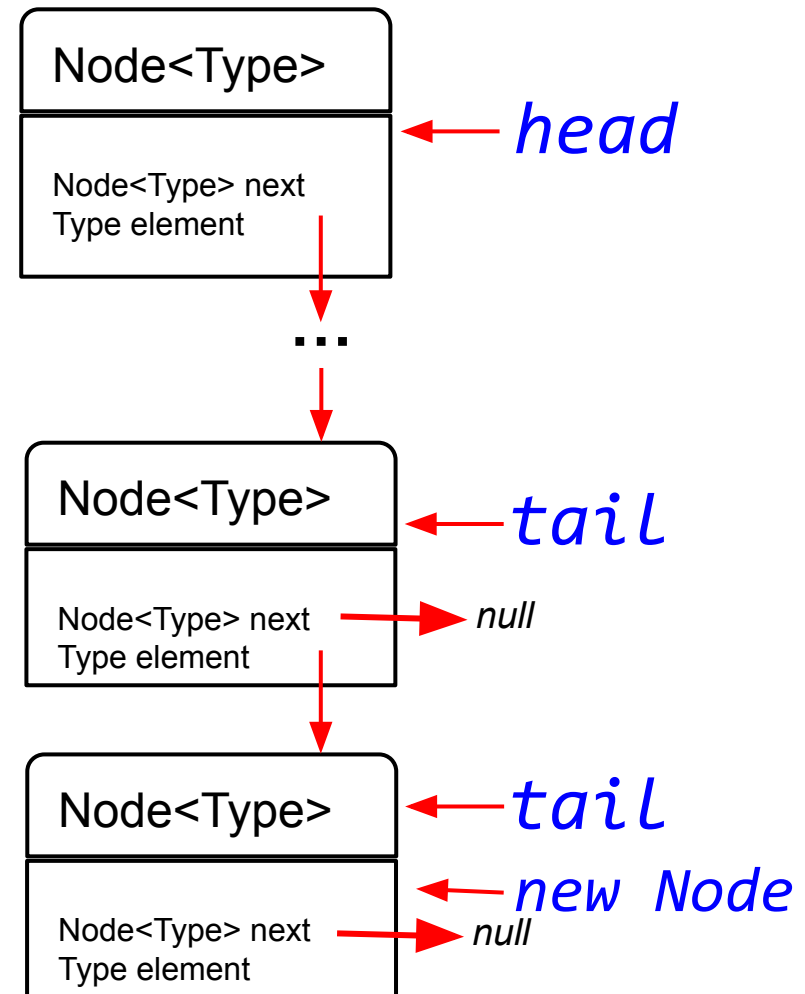 Node<Type>
head
Node<Type> next
Type element
...
Node<Type>
tail
Node<Type> next
null
Type element
Node<Type>
tail
new Node
Node<Type> next
null
Type element